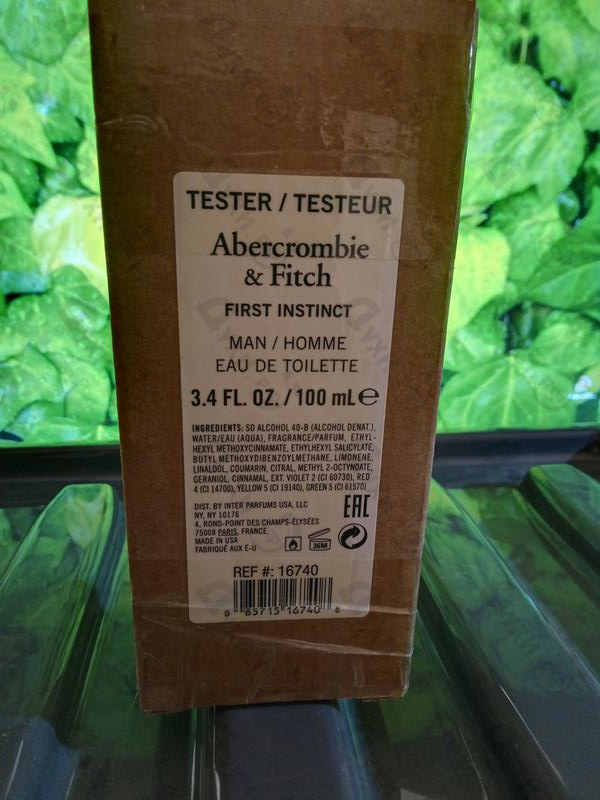 TESTER / TESTEUR
Abercrombie
& Fitch
FIRST INSTINCT
MAN / HOMME
EAU DE TOILETTE
3.4 FL. OZ. / 100 mL ℮
INGREDIENTS: SD ALCOHOL 40-B (ALCOHOL DENAT.),
WATER/EAU (AQUA), FRAGRANCE/PARFUM, ETHYL-
HEXYL METHOXYCINNAMATE, ETHYLHEXYL SALICYLATE,
BUTYL METHOXYDIBENZOYLMETHANE, LIMONENE,
LINALOOL, COUMARIN, CITRAL, METHYL 2-OCTYNOATE,
GERANIOL, CINNAMAL, EXT. VIOLET 2 (CI 60730), RED
4 (CI 14700), YELLOW 5 (CI 19140), GREEN 5 (CI 61570)
DIST. BY INTER PARFUMS USA, LLC
NY, NY 10176
4, ROND-POINT DES CHAMPS-ÉLYSÉES
75008 PARIS, FRANCE
MADE IN USA
FABRIQUÉ AUX É-U
EAC
36M
REF #: 16740
0 85715 16740 8